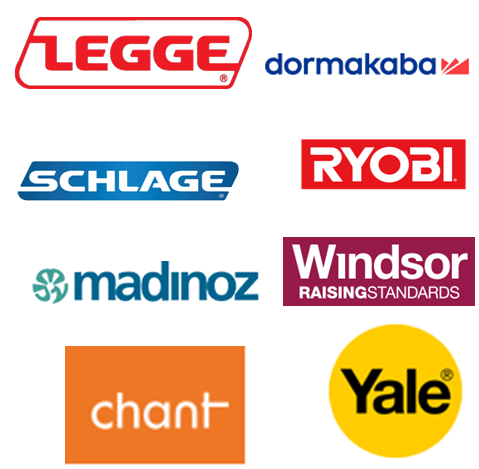 LEGGE®
dormakaba
SCHLAGE®
RYOBI.
madinoz
Windsor
RAISINGSTANDARDS
chant
Yale®